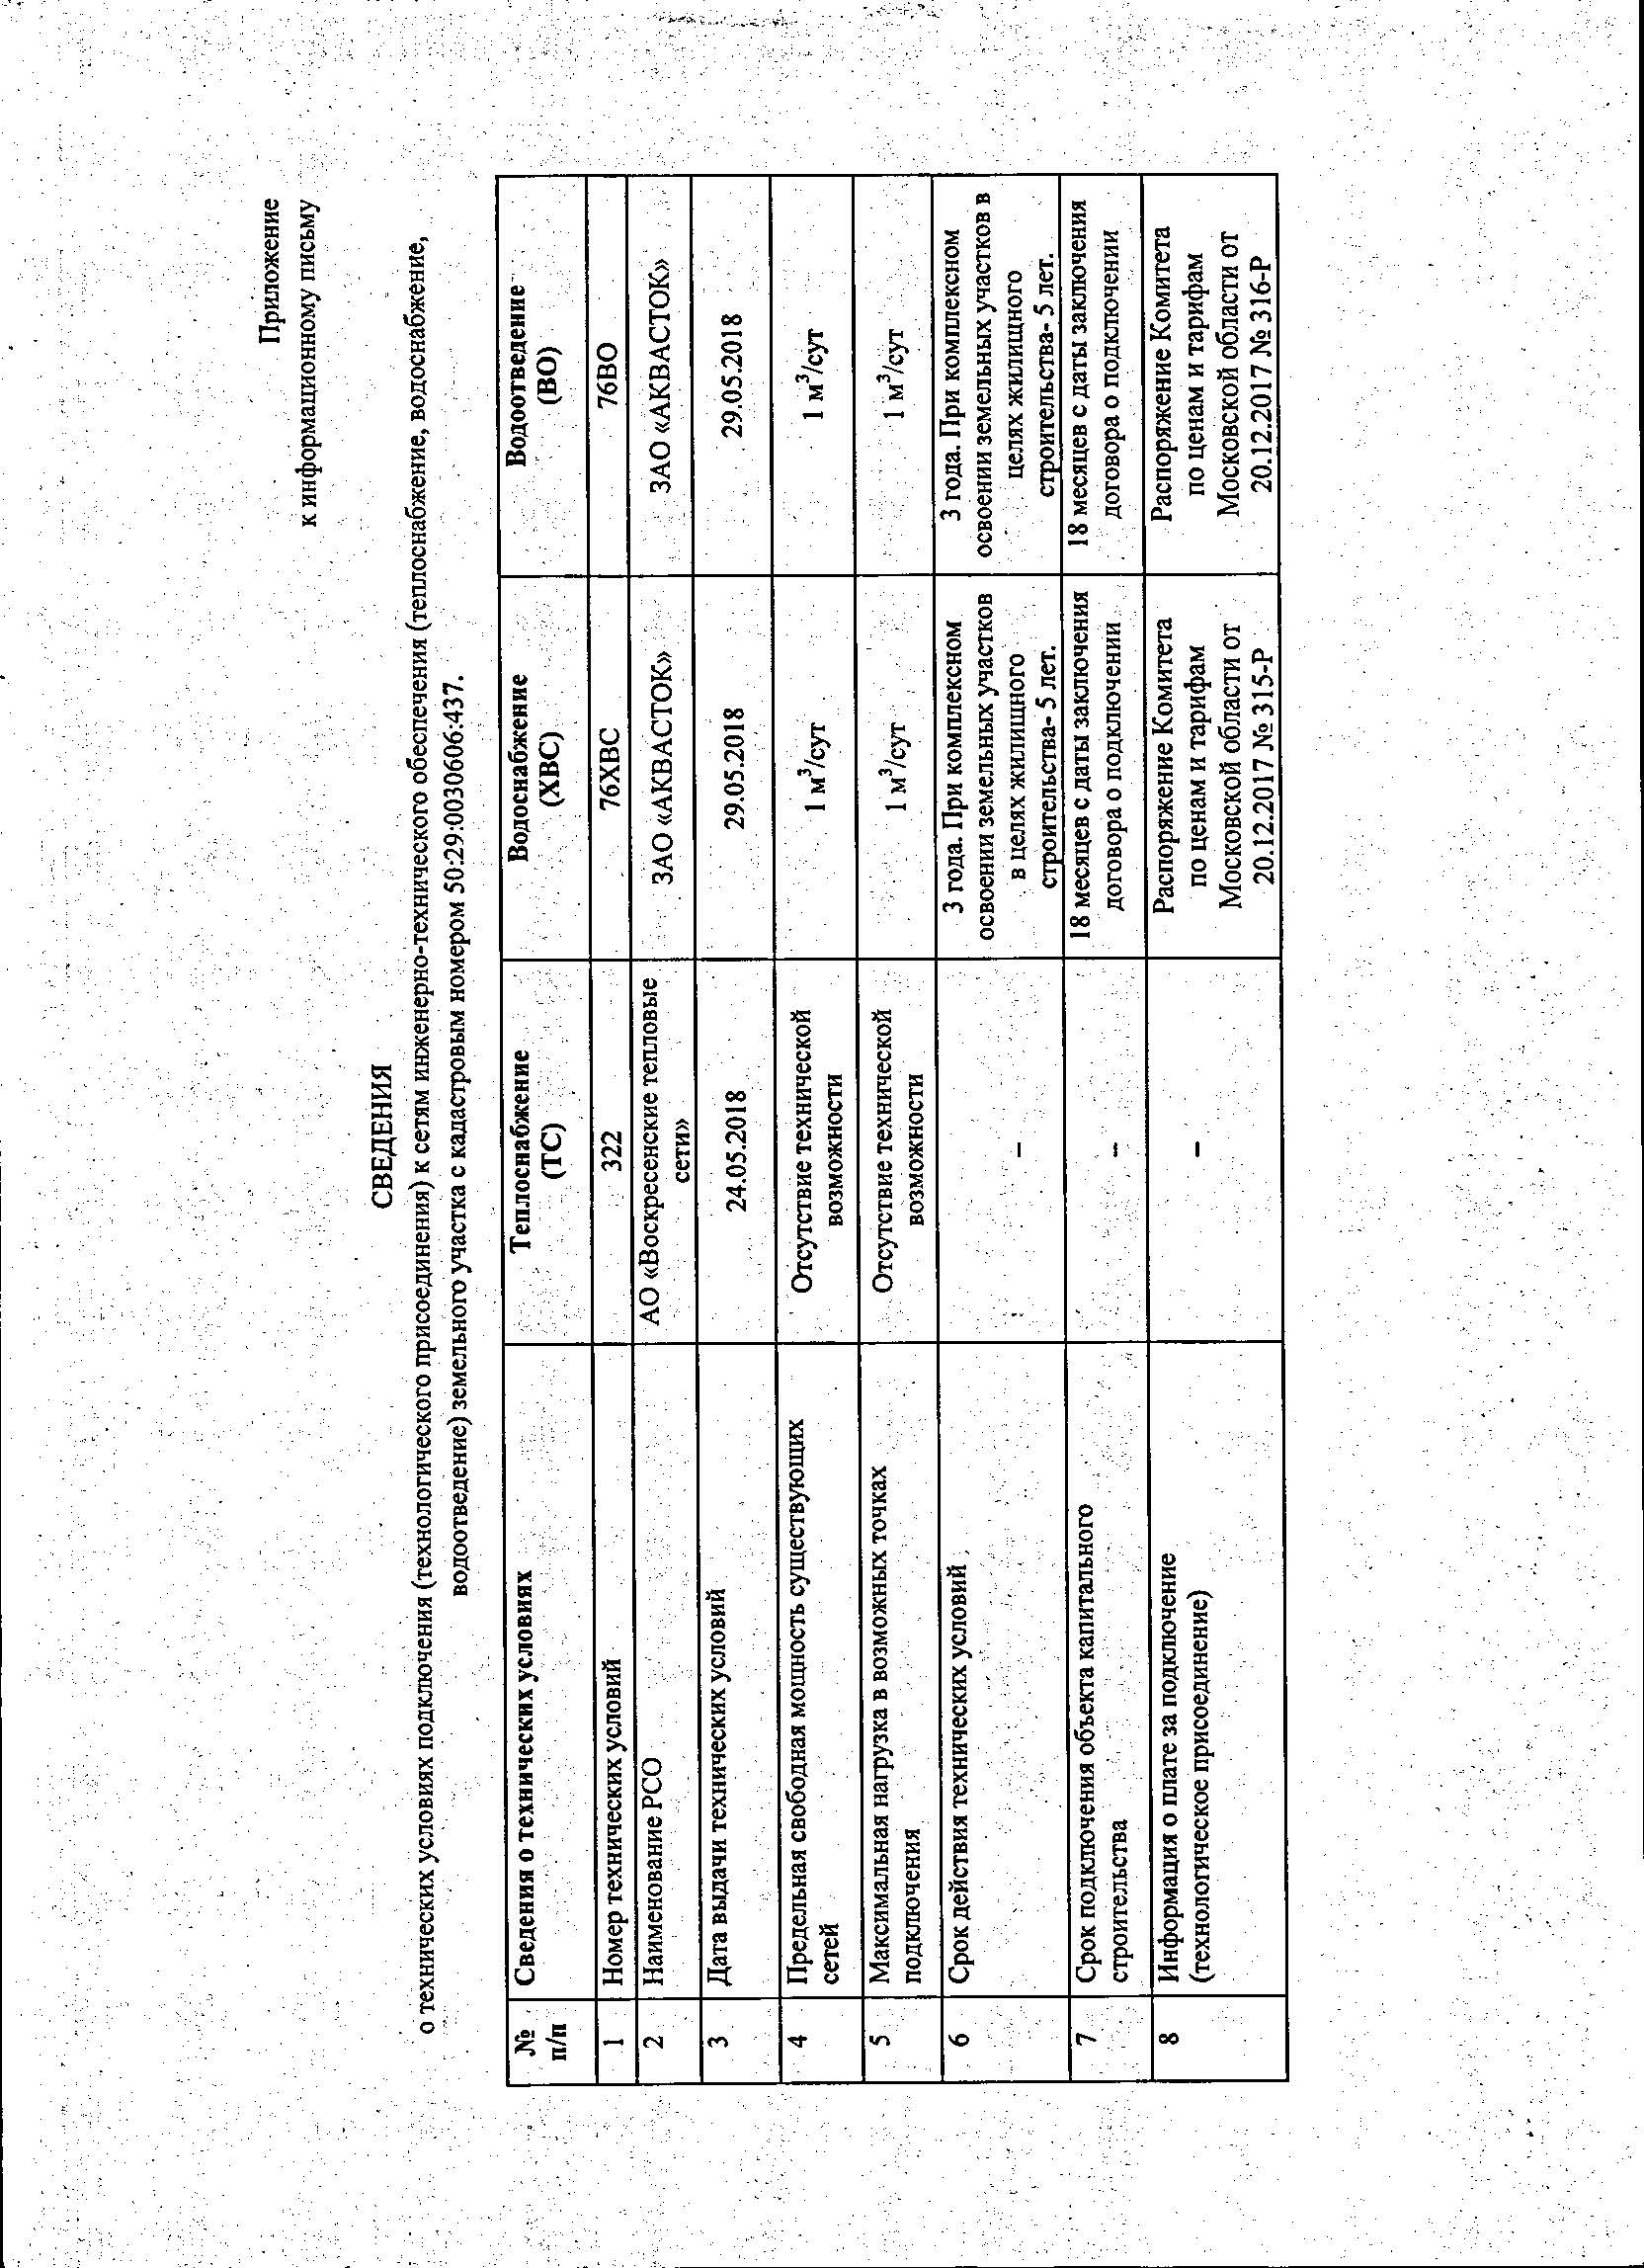 Приложение
к информационному письму
СВЕДЕНИЯ
о технических условиях подключения (технологического присоединения) к сетям инженерно-технического обеспечения (теплоснабжение, водоснабжение,
водоотведение) земельного участка с кадастровым номером 50:29:0030606:437.
№
п/п
Сведения о технических условиях
Теплоснабжение
(ТС)
Водоснабжение
(ХВС)
Водоотведение
(ВО)
1
Номер технических условий
322
76ХВС
76ВО
2
Наименование РСО
АО «Воскресенские тепловые
сети»
ЗАО «АКВАСТОК»
ЗАО «АКВАСТОК»
3
Дата выдачи технических условий
24.05.2018
29.05.2018
29.05.2018
4
Предельная свободная мощность существующих
сетей
Отсутствие технической
возможности
1 м³/сут
1 м³/сут
5
Максимальная нагрузка в возможных точках
подключения
Отсутствие технической
возможности
1 м³/сут
1 м³/сут
6
Срок действия технических условий
–
3 года. При комплексном
освоении земельных участков
в целях жилищного
строительства- 5 лет.
3 года. При комплексном
освоении земельных участков в
целях жилищного
строительства- 5 лет.
7
Срок подключения объекта капитального
строительства
–
18 месяцев с даты заключения
договора о подключении
18 месяцев с даты заключения
договора о подключении
8
Информация о плате за подключение
(технологическое присоединение)
–
Распоряжение Комитета
по ценам и тарифам
Московской области от
20.12.2017 № 315-Р
Распоряжение Комитета
по ценам и тарифам
Московской области от
20.12.2017 № 316-Р